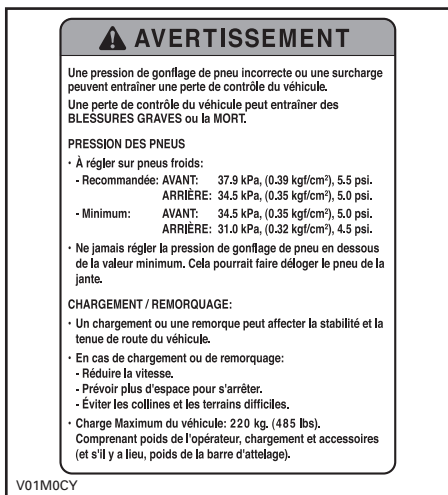 AVERTISSEMENT
Une pression de gonflage de pneu incorrecte ou une surcharge
peuvent entraîner une perte de contrôle du véhicule.
Une perte de contrôle du véhicule peut entraîner des
BLESSURES GRAVES ou la MORT.
PRESSION DES PNEUS
· À régler sur pneus froids:
- Recommandée: AVANT: 37.9 kPa, (0.39 kgf/cm²), 5.5 psi.
ARRIÈRE: 34.5 kPa, (0.35 kgf/cm²), 5.0 psi.
- Minimum: AVANT: 34.5 kPa, (0.35 kgf/cm²), 5.0 psi.
ARRIÈRE: 31.0 kPa, (0.32 kgf/cm²), 4.5 psi.
· Ne jamais régler la pression de gonflage de pneu en dessous
de la valeur minimum. Cela pourrait faire déloger le pneu de la
jante.
CHARGEMENT / REMORQUAGE:
· Un chargement ou une remorque peut affecter la stabilité et la
tenue de route du véhicule.
· En cas de chargement ou de remorquage:
- Réduire la vitesse.
- Prévoir plus d'espace pour s'arrêter.
- Éviter les collines et les terrains difficiles.
· Charge Maximum du véhicule: 220 kg. (485 lbs).
Comprenant poids de l'opérateur, chargement et accessoires
(et s'il y a lieu, poids de la barre d'attelage).
V01M0CY